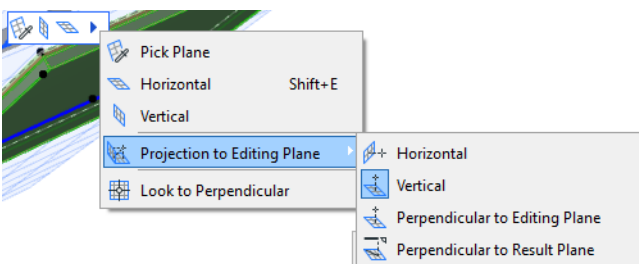 Pick Plane
Horizontal Shift+E
Vertical
Projection to Editing Plane
Look to Perpendicular
Horizontal
Vertical
Perpendicular to Editing Plane
Perpendicular to Result Plane